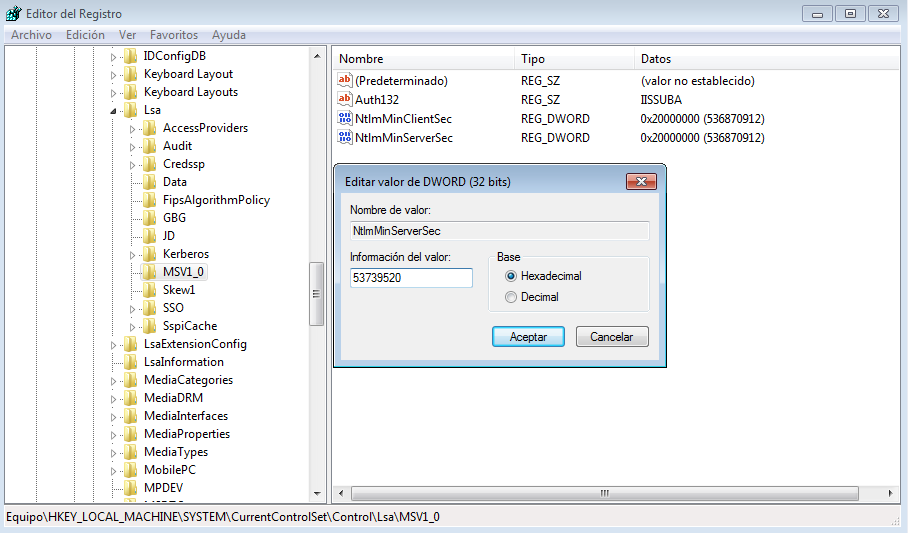 Editor del Registro
Archivo Edición Ver Favoritos Ayuda
IDConfigDB
Keyboard Layout
Keyboard Layouts
Lsa
AccessProviders
Audit
Credssp
Data
FipsAlgorithmPolicy
GBG
JD
Kerberos
MSV1_0
Skew1
SSO
SspiCache
LsaExtensionConfig
LsaInformation
MediaCategories
MediaDRM
MediaInterfaces
MediaProperties
MediaTypes
MobilePC
MPDEV
Nombre Tipo Datos
ab (Predeterminado) REG_SZ (valor no establecido)
ab Auth132 REG_SZ IISSUBA
NtlmMinClientSec REG_DWORD 0x20000000 (536870912)
NtlmMinServerSec REG_DWORD 0x20000000 (536870912)
Editar valor de DWORD (32 bits)
Nombre de valor:
NtlmMinServerSec
Información del valor:
53739520
Base
Hexadecimal
Decimal
Aceptar Cancelar
Equipo\HKEY_LOCAL_MACHINE\SYSTEM\CurrentControlSet\Control\Lsa\MSV1_0